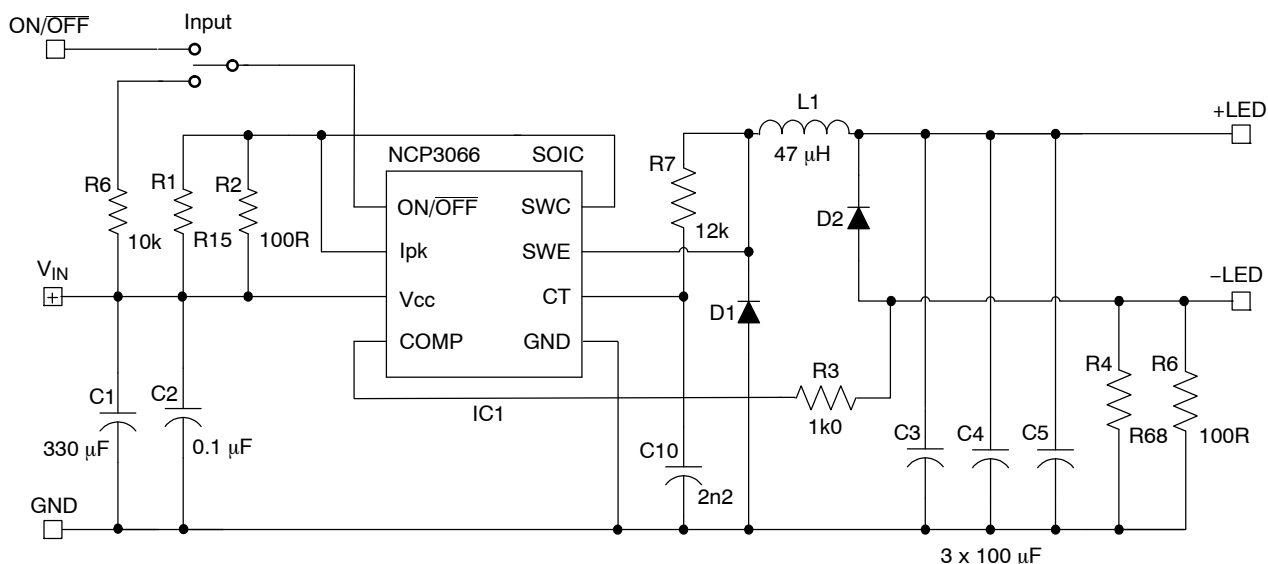 ON/OFF
Input
L1
+LED
47 μH
NCP3066 SOIC
R7
R6
R1
R2
12k
D2
ON/OFF
SWC
10k
R15
100R
Ipk
SWE
VIN
+
Vcc
CT
−LED
D1
COMP
GND
R3
1k0
R4
R6
C1
C2
330 μF
0.1 μF
IC1
C10
2n2
C3
C4
C5
R68
100R
GND
3 x 100 μF